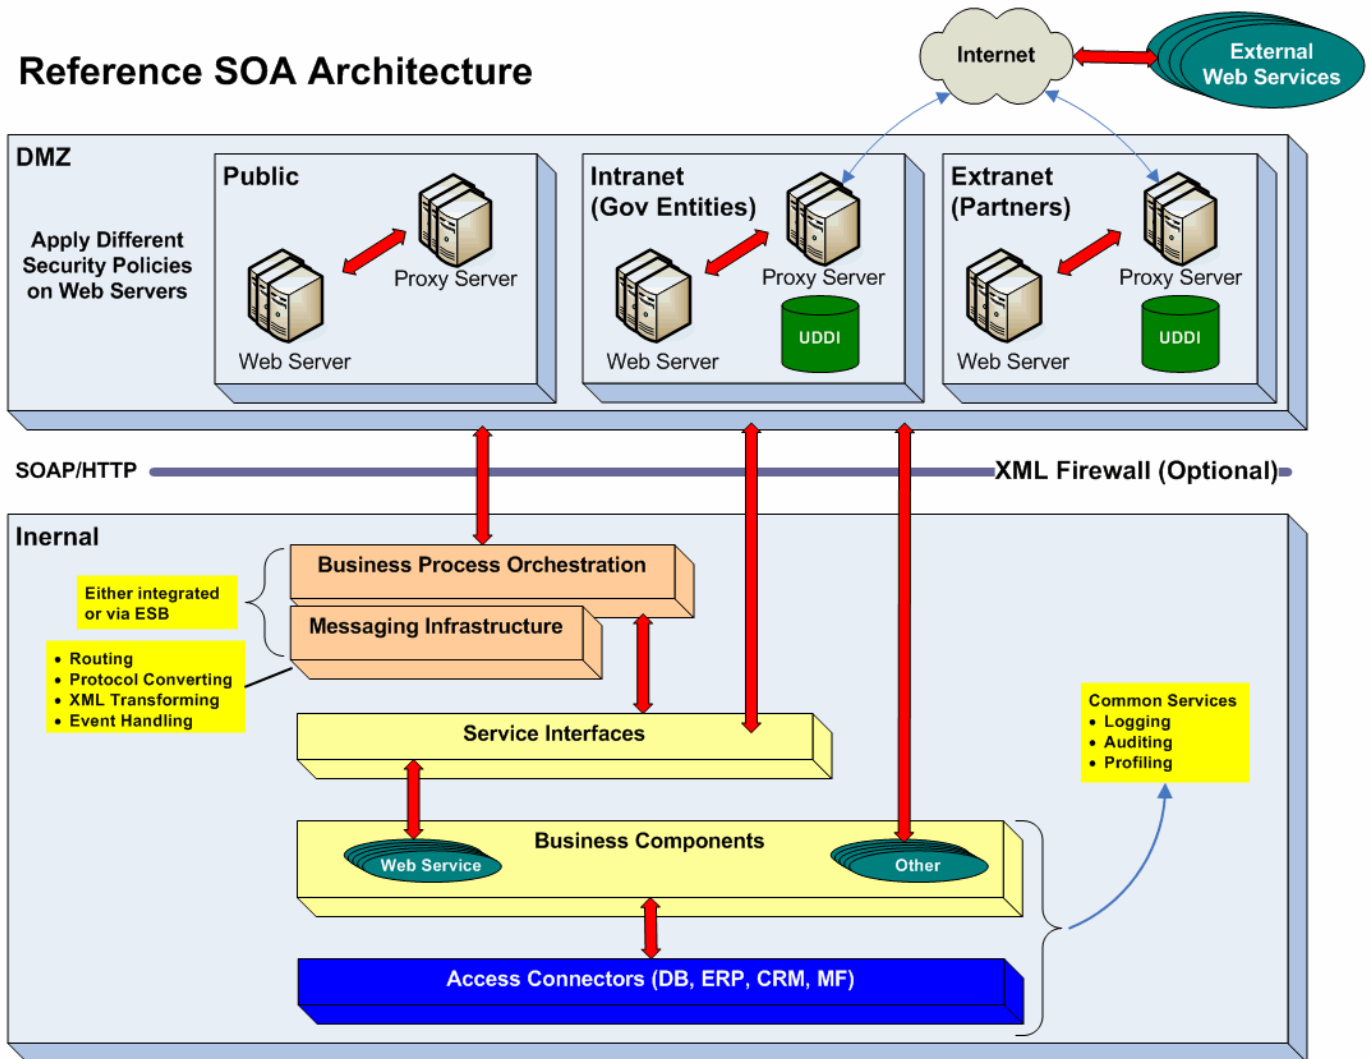 Reference SOA Architecture
Internet
External
Web Services
DMZ
Apply Different
Security Policies
on Web Servers
Public
Proxy Server
Web Server
Intranet
(Gov Entities)
Proxy Server
UDDI
Web Server
Extranet
(Partners)
Proxy Server
UDDI
Web Server
SOAP/HTTP
XML Firewall (Optional)
Inernal
Business Process Orchestration
Either integrated
or via ESB
Messaging Infrastructure
• Routing
• Protocol Converting
• XML Transforming
• Event Handling
Service Interfaces
Common Services
• Logging
• Auditing
• Profiling
Business Components
Web Service
Other
Access Connectors (DB, ERP, CRM, MF)